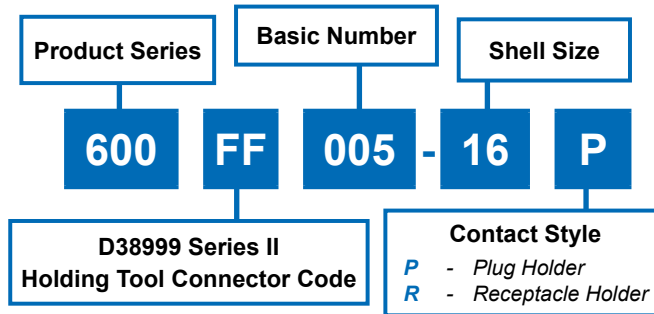 Basic Number
Product Series
Shell Size
600 FF 005 - 16 P
D38999 Series II
Holding Tool Connector Code
Contact Style
P - Plug Holder
R - Receptacle Holder